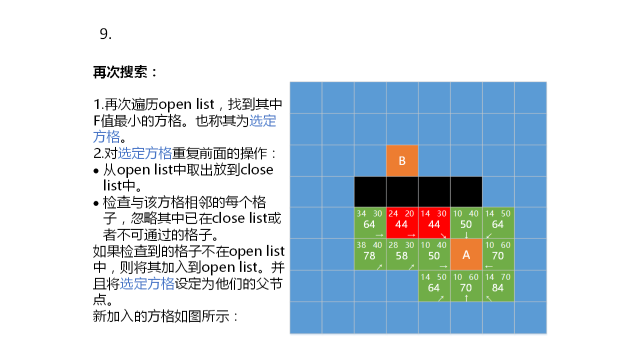 9.
再次搜索：
1.再次遍历open list，找到其中
F值最小的方格。也称其为选定
方格。
2.对选定方格重复前面的操作：
• 从open list中取出放到close
list中。
• 检查与该方格相邻的每个格
子，忽略其中已在close list或
者不可通过的格子。
如果检查到的格子不在open list
中，则将其加入到open list。并
且将选定方格设定为他们的父节
点。
新加入的方格如图所示：
B
34 30 24 20 14 30 10 40 14 50
64 44 44 50 64
→ → ↘ ↓ ↙
38 40 28 30 10 40 10 60
78 58 50 A 70
↗ ↗ → ←
10 50 10 60 14 70
64 70 84
↗ ↑ ↖